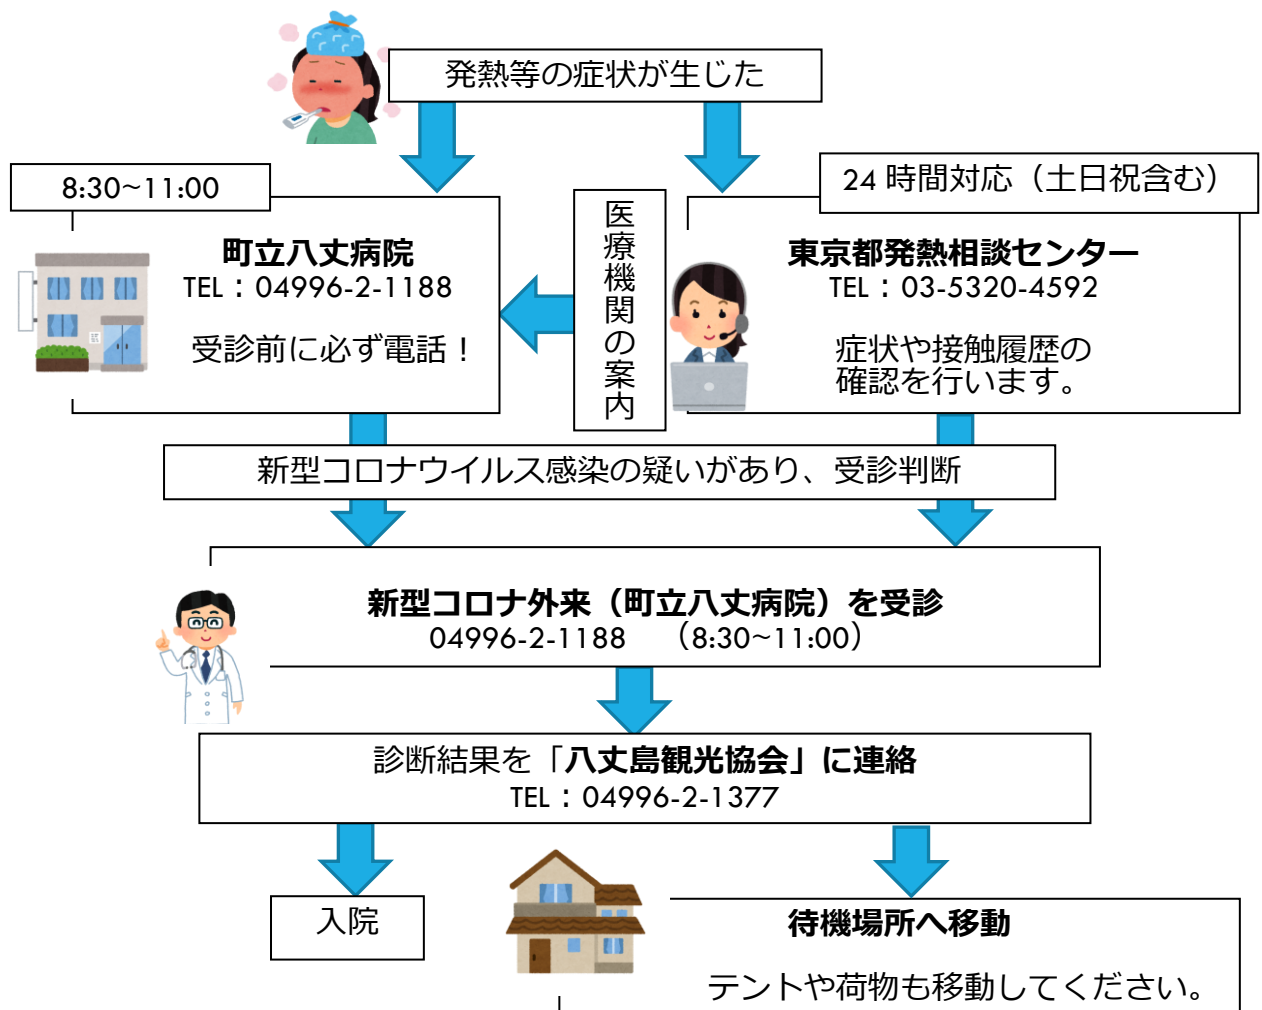 発熱等の症状が生じた
8:30~11:00
24 時間対応（土日祝含む）
町立八丈病院
TEL：04996-2-1188
受診前に必ず電話！
医療機関の案内
東京都発熱相談センター
TEL：03-5320-4592
症状や接触履歴の
確認を行います。
新型コロナウイルス感染の疑いがあり、受診判断
新型コロナ外来（町立八丈病院）を受診
04996-2-1188　（8:30~11:00）
診断結果を「八丈島観光協会」に連絡
TEL：04996-2-1377
入院
待機場所へ移動
テントや荷物も移動してください。